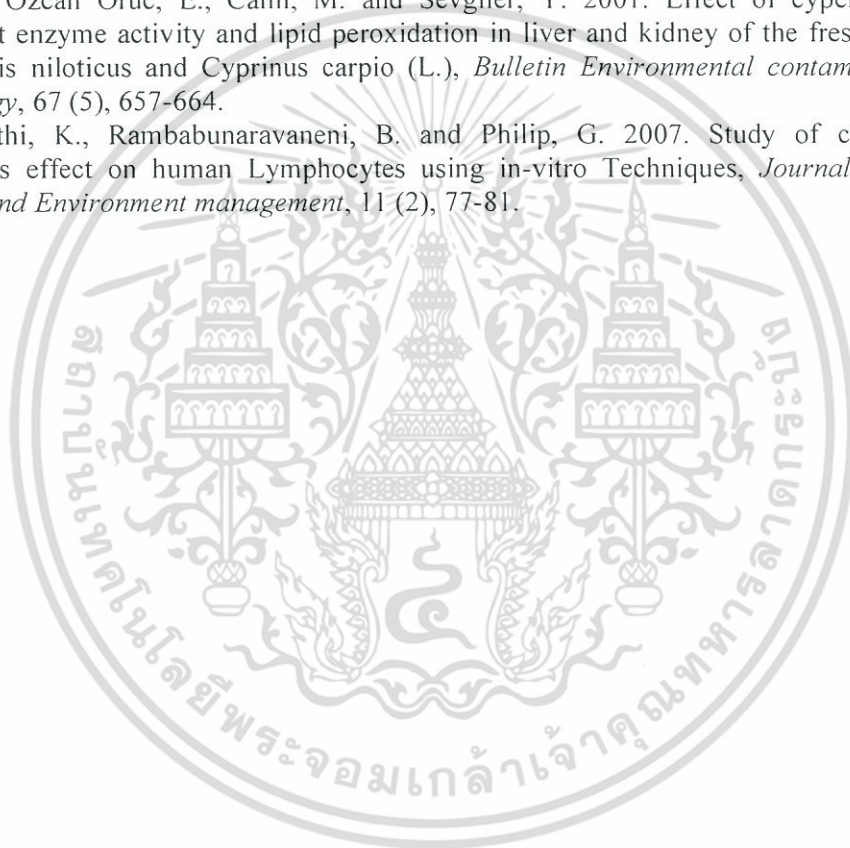 Ozcan Oruc, E., Canli, M. and Sevgiler, Y. 2001. Effect of
t enzyme activity and lipid peroxidation in liver and kidney of the fres
is niloticus and Cyprinus carpio (L.), Bulletin Environmental contam
gy, 67 (5), 657-664.
thi, K., Rambabunaravaneni, B. and Philip, G. 2007. Study of c
s effect on human Lymphocytes using in-vitro Techniques, Journal
nd Environment management, 11 (2), 77-81.
สถาบันเทคโนโลยีพระจอมเกล้าเจ้าคุณทหารลาดกระบัง